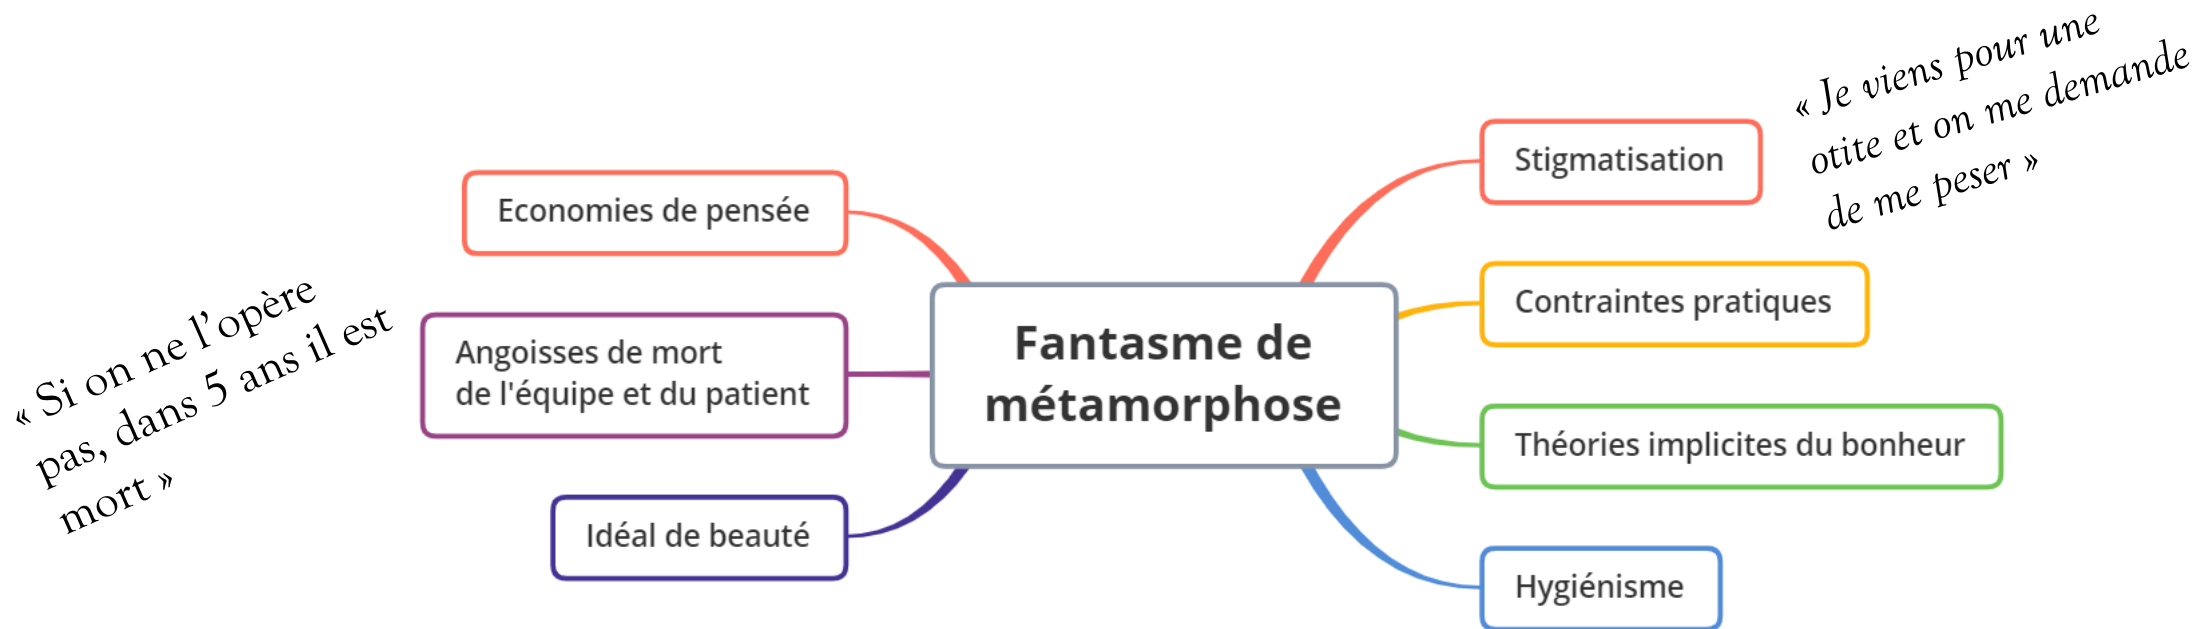 « Je viens pour une
otite et on me demande
de me peser »
Stigmatisation
Economies de pensée
Contraintes pratiques
« Si on ne l’opère
pas, dans 5 ans il est
mort »
Angoisses de mort
de l'équipe et du patient
Fantasme de
métamorphose
Théories implicites du bonheur
Idéal de beauté
Hygiénisme